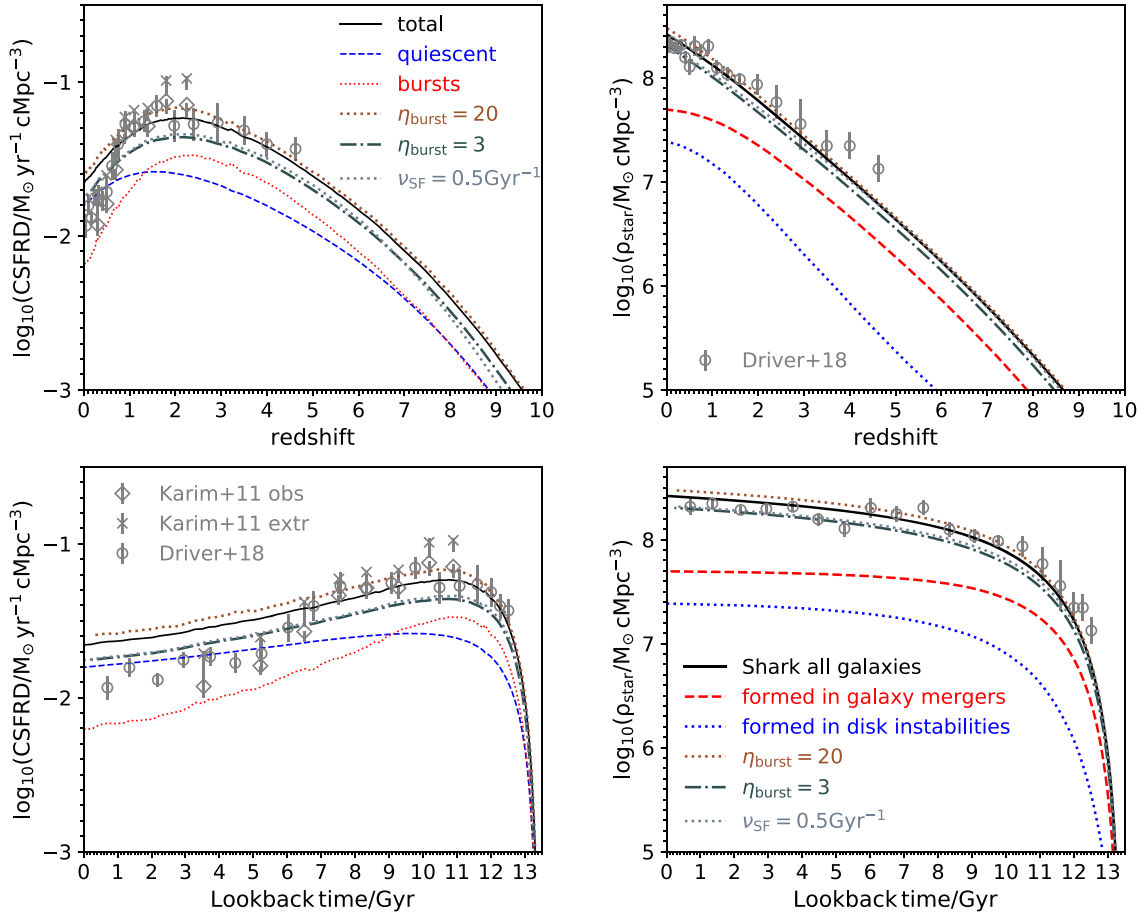 log₁₀(CSFRD/M⊙ yr⁻¹ cMpc⁻³)
−1
−2
−3
total
quiescent
bursts
η_burst = 20
η_burst = 3
ν_SF = 0.5Gyr⁻¹
0 1 2 3 4 5 6 7 8 9 10
redshift
log₁₀(ρ_star/M⊙ cMpc⁻³)
8
7
6
5
Driver+18
0 1 2 3 4 5 6 7 8 9 10
redshift
log₁₀(CSFRD/M⊙ yr⁻¹ cMpc⁻³)
−1
−2
−3
Karim+11 obs
Karim+11 extr
Driver+18
0 1 2 3 4 5 6 7 8 9 10 11 12 13
Lookback time/Gyr
log₁₀(ρ_star/M⊙ cMpc⁻³)
8
7
6
5
Shark all galaxies
formed in galaxy mergers
formed in disk instabilities
η_burst = 20
η_burst = 3
ν_SF = 0.5Gyr⁻¹
0 1 2 3 4 5 6 7 8 9 10 11 12 13
Lookback time/Gyr